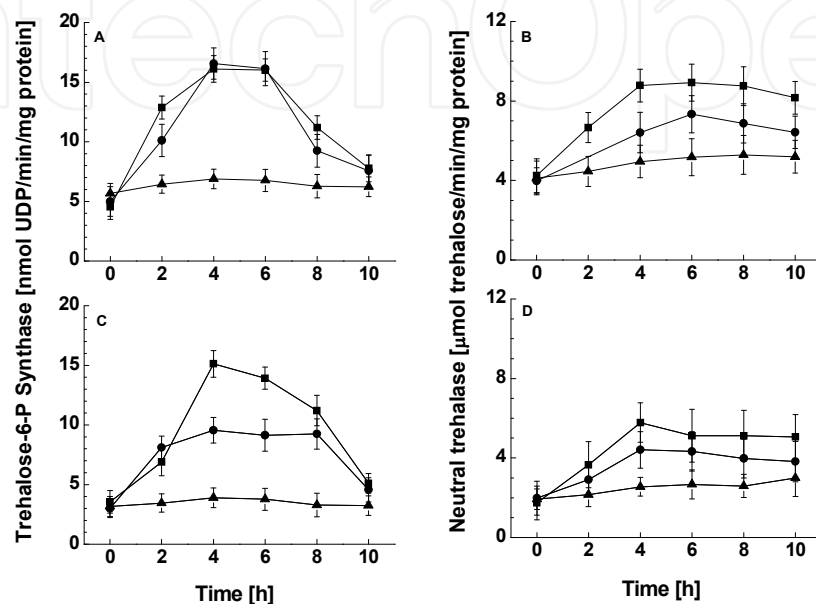 ntechOpe
A
B
C
D
Trehalose-6-P Synthase [nmol UDP/min/mg protein]
Neutral trehalase [µmol trehalose/min/mg protein]
20
15
10
5
0
0 2 4 6 8 10
12
8
4
0
0 2 4 6 8 10
20
15
10
5
0
0 2 4 6 8 10
Time [h]
12
8
4
2
0
0 2 4 6 8 10
Time [h]